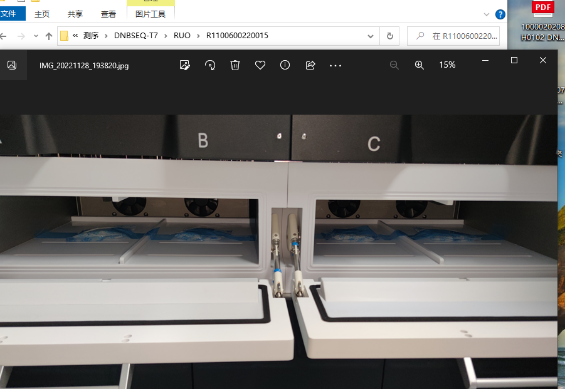 文件
主页
共享
查看
图片工具
« 测序 › DNBSEQ-T7 › RUO › R1100600220015
在 R1100600220...
PDF
IMG_20221128_193820.jpg
15%
B
C